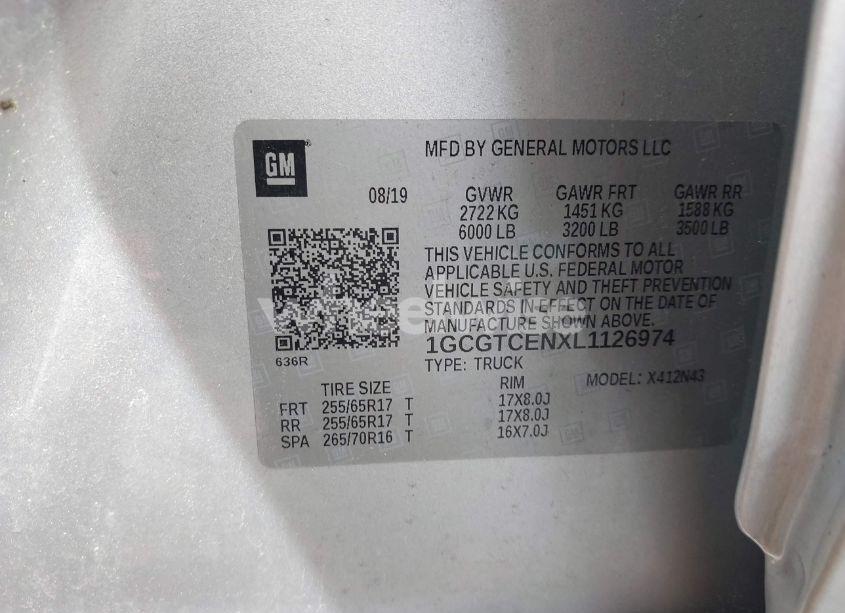 GM
MFD BY GENERAL MOTORS LLC
08/19 GVWR GAWR FRT GAWR RR
2722 KG 1451 KG 1588 KG
6000 LB 3200 LB 3500 LB
THIS VEHICLE CONFORMS TO ALL
APPLICABLE U.S. FEDERAL MOTOR
VEHICLE SAFETY AND THEFT PREVENTION
STANDARDS IN EFFECT ON THE DATE OF
MANUFACTURE SHOWN ABOVE.
1GCGTCENXL1126974
636R
TYPE: TRUCK
TIRE SIZE RIM MODEL: X412N43
FRT 255/65R17 T 17X8.0J
RR 255/65R17 T 17X8.0J
SPA 265/70R16 T 16X7.0J